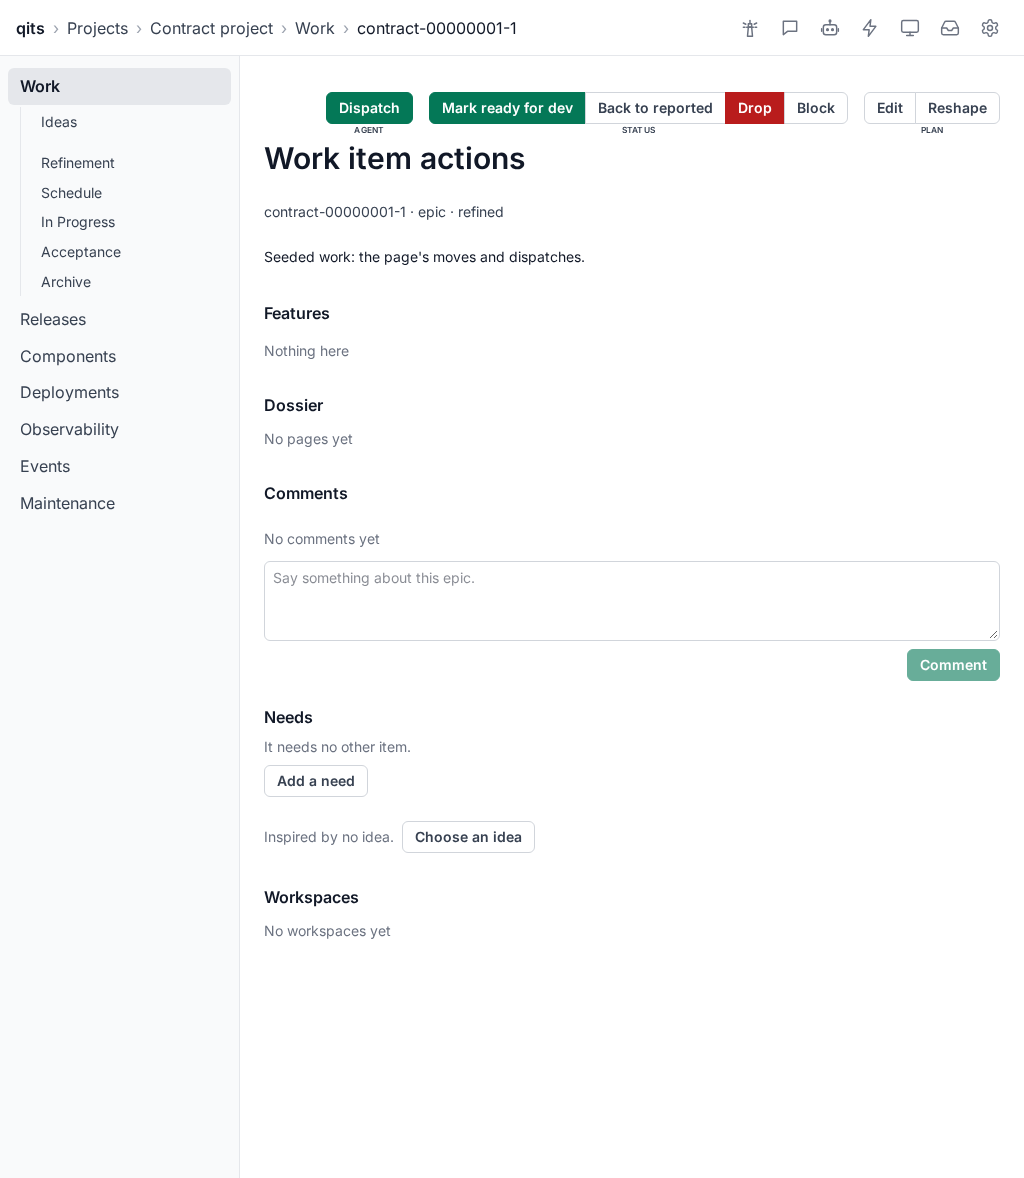 qits › Projects › Contract project › Work › contract-00000001-1
Work
Ideas
Refinement
Schedule
In Progress
Acceptance
Archive
Releases
Components
Deployments
Observability
Events
Maintenance
Dispatch
AGENT
Mark ready for dev Back to reported Drop Block
STATUS
Edit Reshape
PLAN
Work item actions
contract-00000001-1 · epic · refined
Seeded work: the page's moves and dispatches.
Features
Nothing here
Dossier
No pages yet
Comments
No comments yet
Say something about this epic.
Comment
Needs
It needs no other item.
Add a need
Inspired by no idea. Choose an idea
Workspaces
No workspaces yet